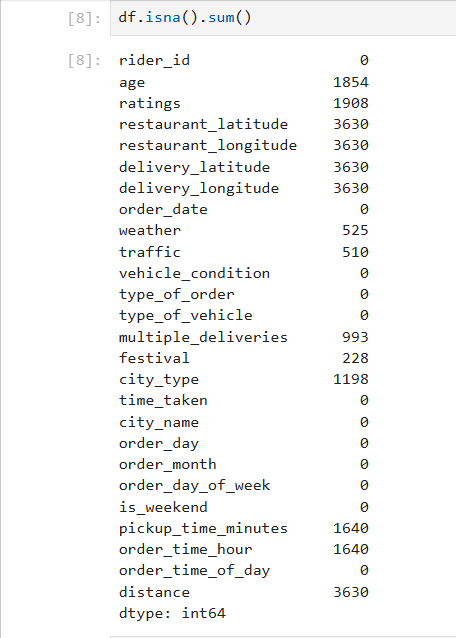 [8]: df.isna().sum()
[8]: rider_id 0
age 1854
ratings 1908
restaurant_latitude 3630
restaurant_longitude 3630
delivery_latitude 3630
delivery_longitude 3630
order_date 0
weather 525
traffic 510
vehicle_condition 0
type_of_order 0
type_of_vehicle 0
multiple_deliveries 993
festival 228
city_type 1198
time_taken 0
city_name 0
order_day 0
order_month 0
order_day_of_week 0
is_weekend 0
pickup_time_minutes 1640
order_time_hour 1640
order_time_of_day 0
distance 3630
dtype: int64